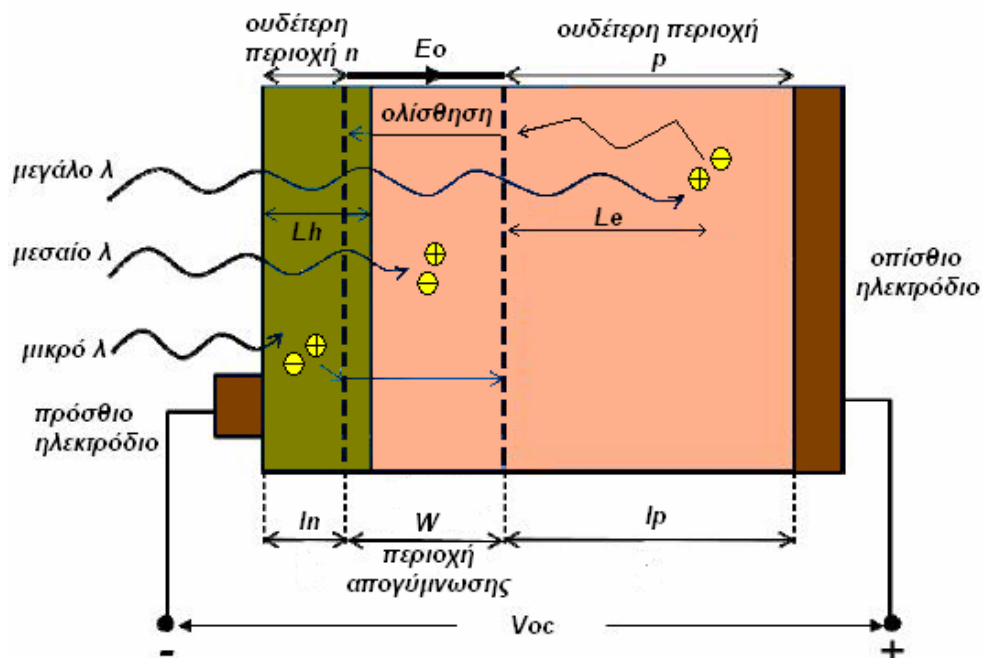 ουδέτερη
περιοχή n
Eo
ουδέτερη περιοχή
p
ολίσθηση
μεγάλο λ
Lh
Le
μεσαίο λ
οπίσθιο
ηλεκτρόδιο
μικρό λ
πρόσθιο
ηλεκτρόδιο
ln
W
lp
περιοχή
απογύμνωσης
Voc
-
+